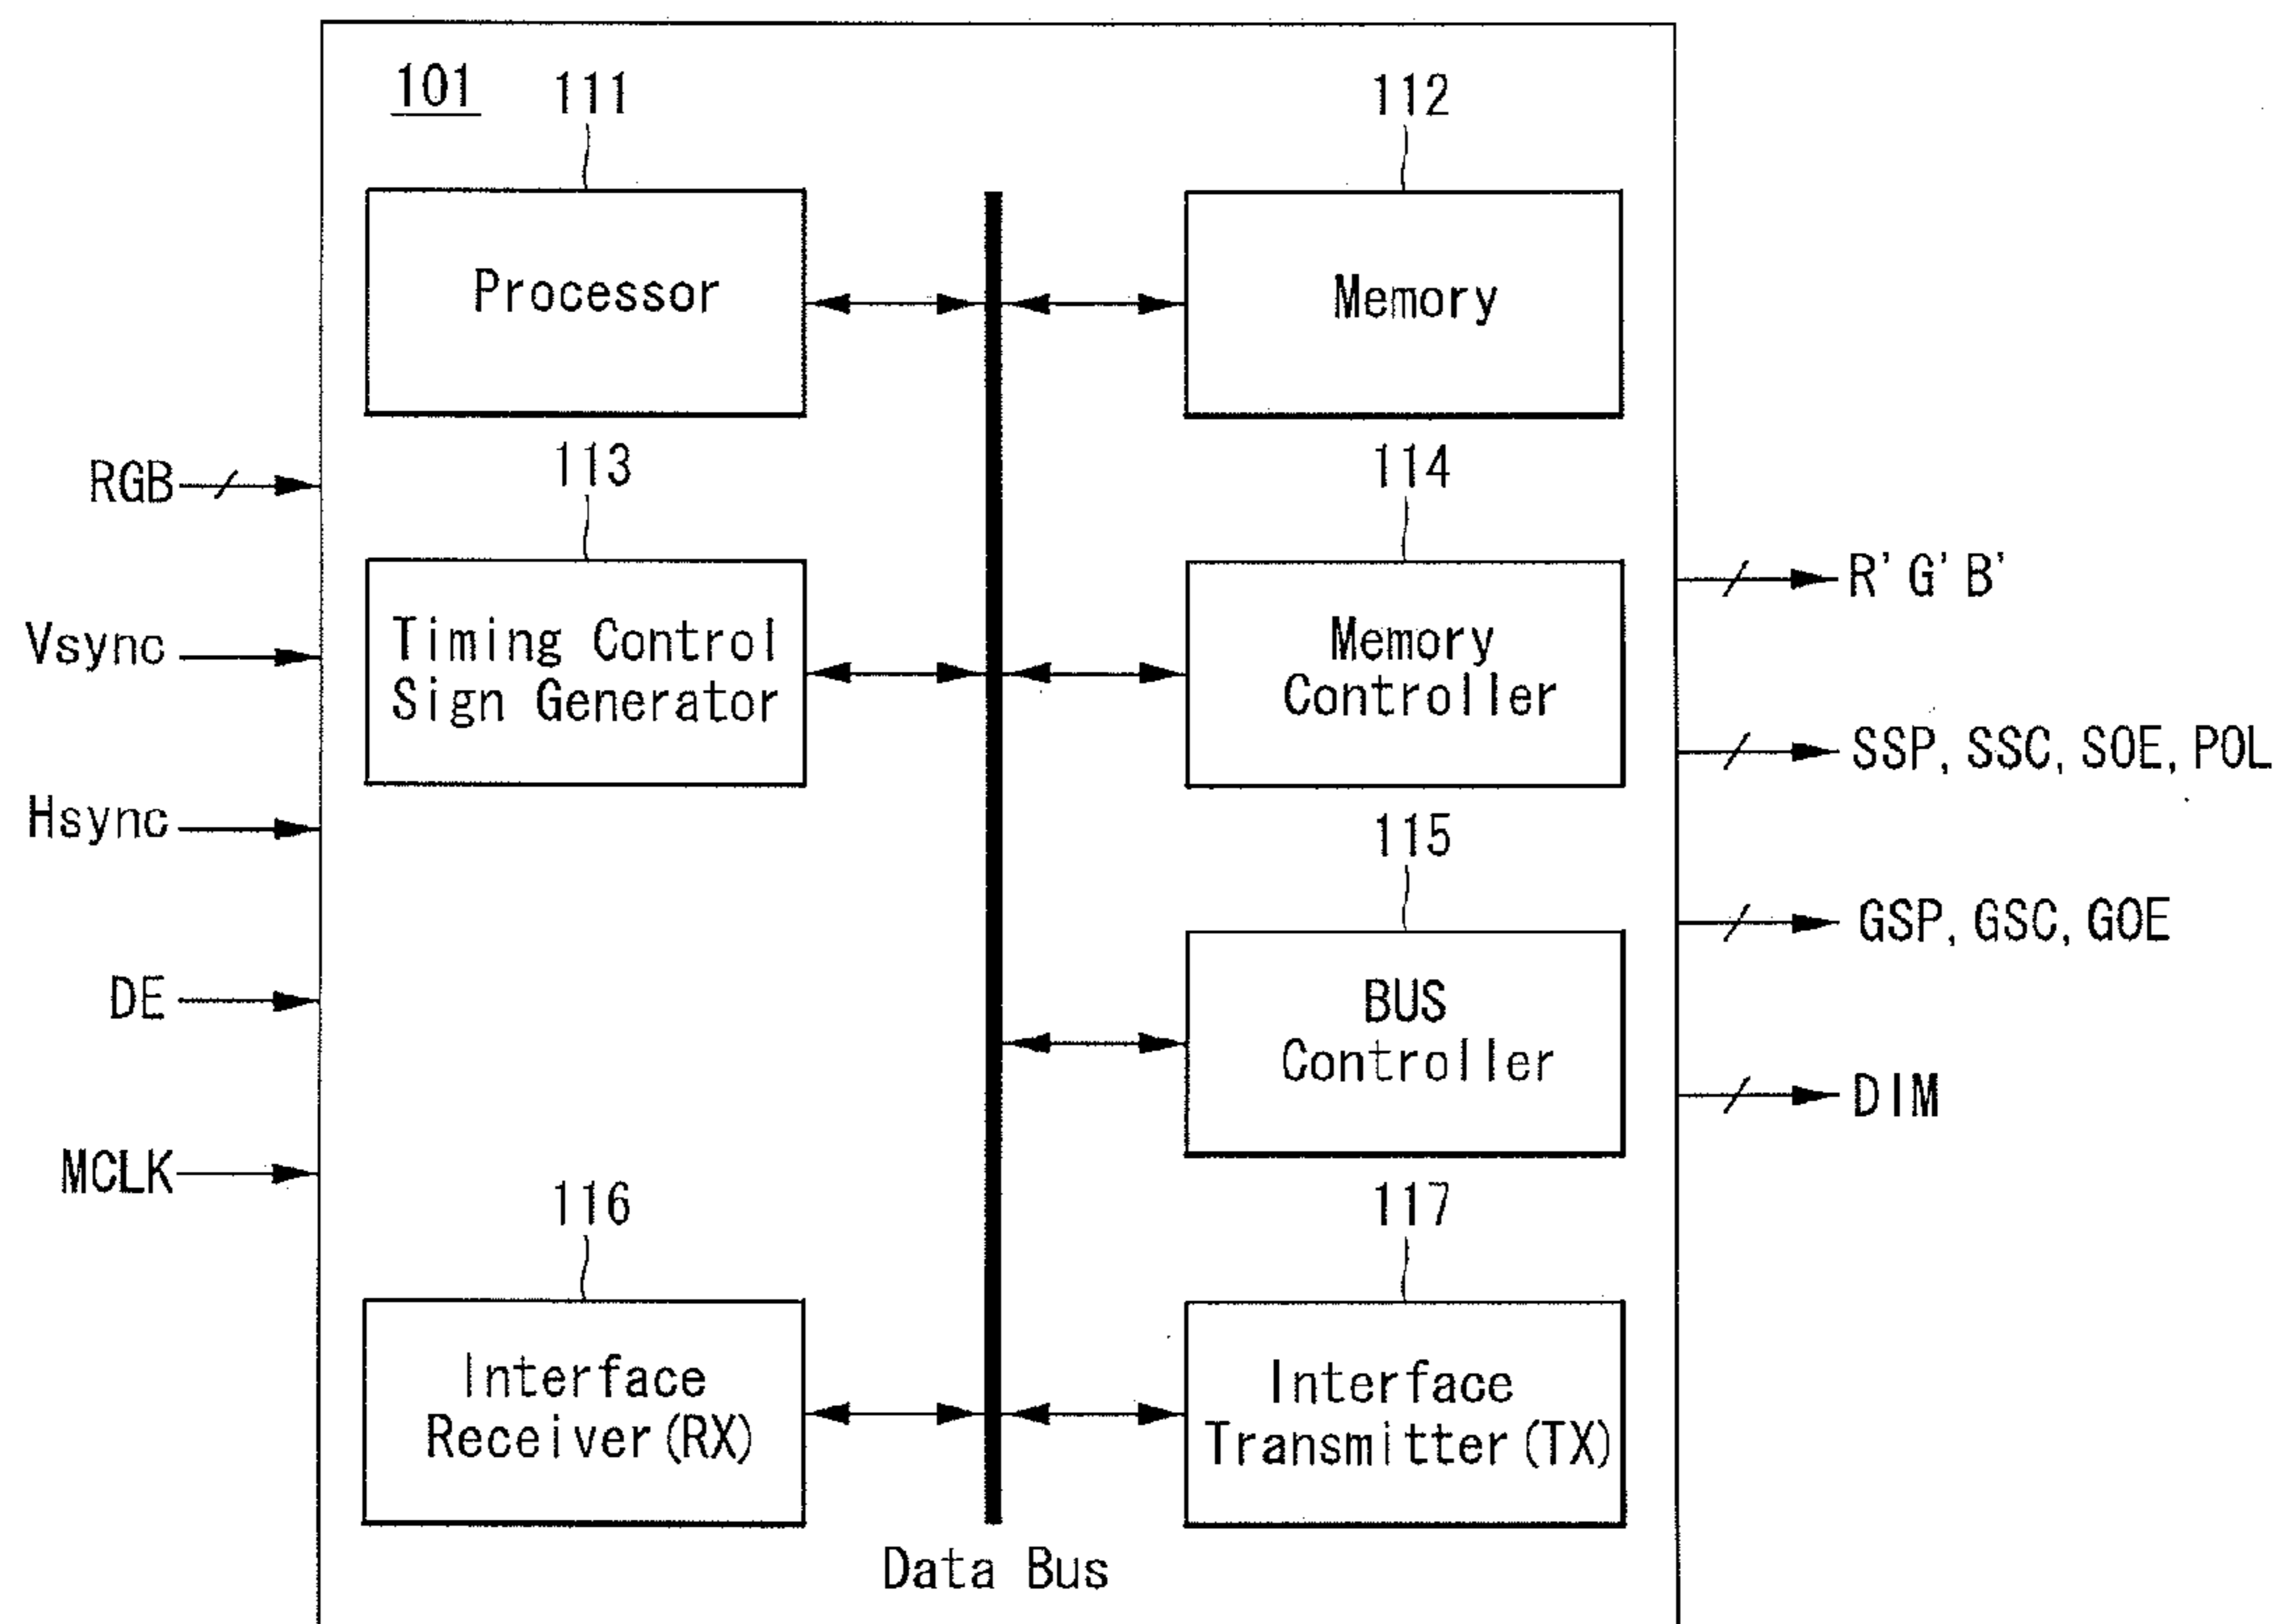 101
111
112
Processor
Memory
RGB
113
114
Timing Control
Sign Generator
Memory
Controller
R' G' B'
Vsync
SSP, SSC, SOE, POL
Hsync
115
GSP, GSC, GOE
DE
BUS
Controller
DIM
MCLK
116
117
Interface
Receiver(RX)
Interface
Transmitter(TX)
Data Bus